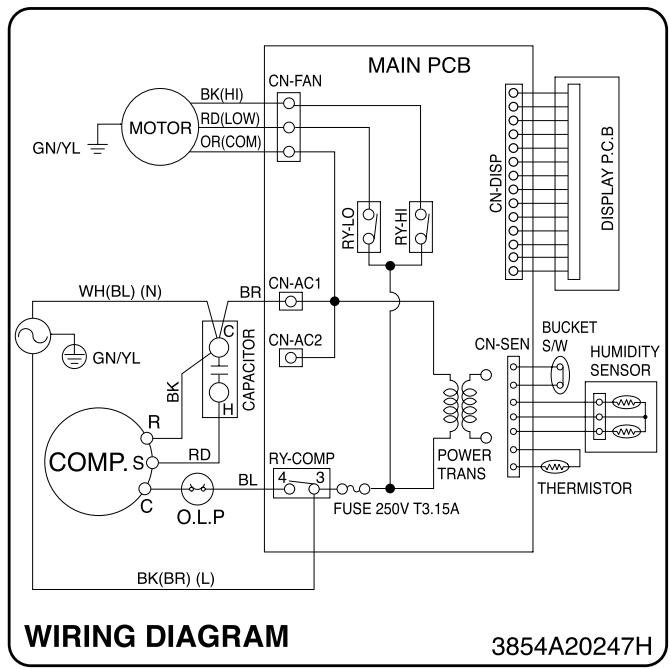 MAIN PCB
CN-FAN
BK(HI)
RD(LOW)
OR(COM)
MOTOR
GN/YL
CN-DISP
DISPLAY P.C.B
RY-LO
RY-HI
WH(BL) (N)
BR
CN-AC1
CN-AC2
GN/YL
C
H
CAPACITOR
BK
RD
R
S
C
COMP.
O.L.P
BL
RY-COMP
4
3
FUSE 250V T3.15A
POWER
TRANS
CN-SEN
BUCKET
S/W
HUMIDITY
SENSOR
THERMISTOR
BK(BR) (L)
WIRING DIAGRAM
3854A20247H